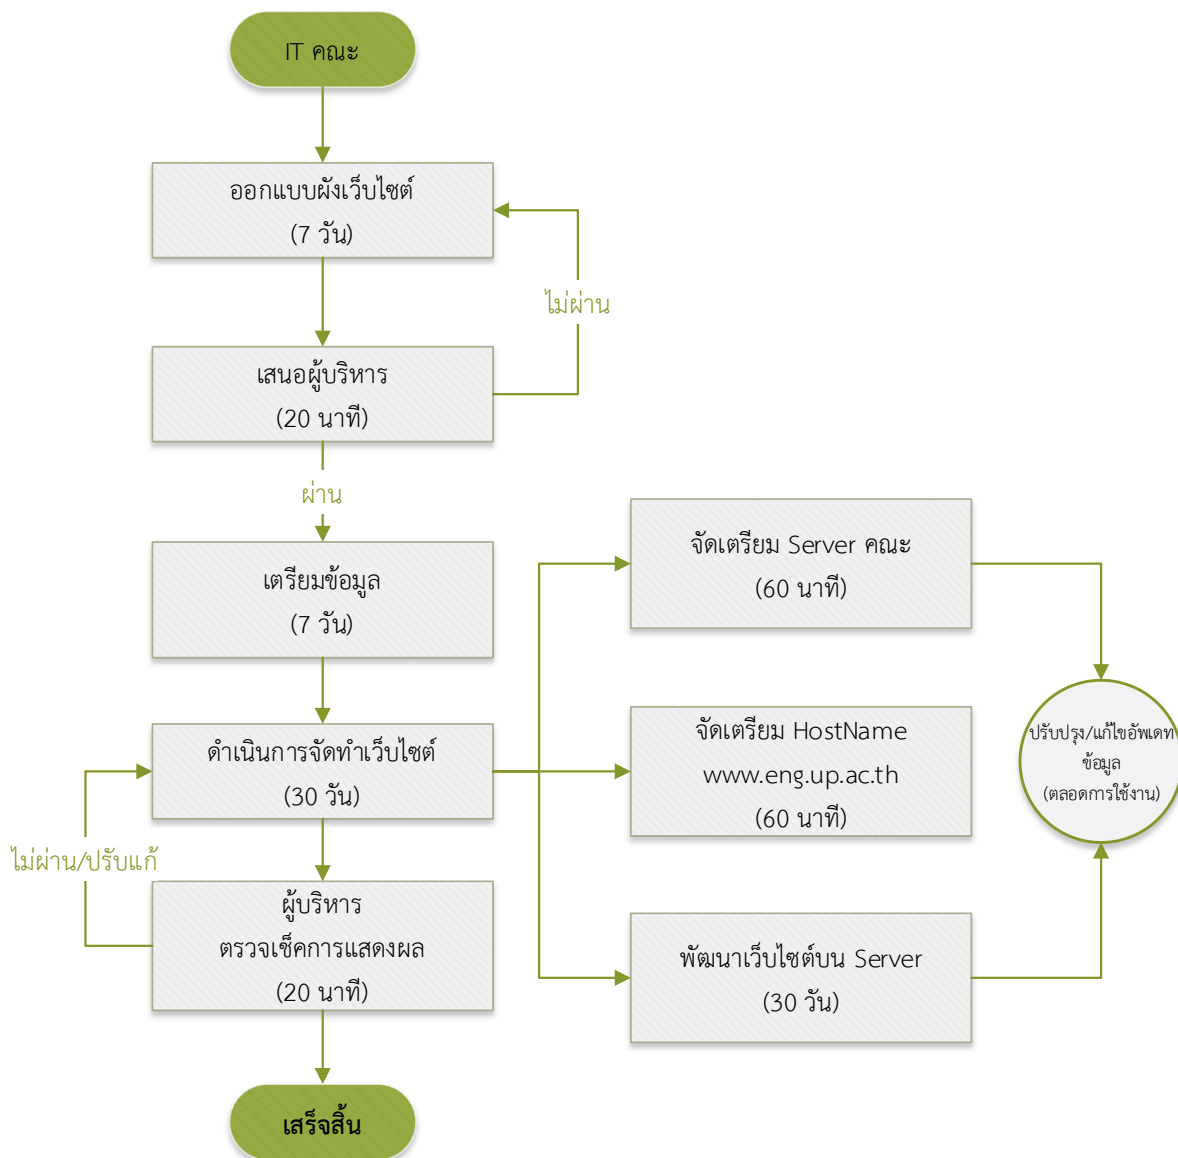 IT คณะ
ออกแบบผังเว็บไซต์
(7 วัน)
ไม่ผ่าน
เสนอผู้บริหาร
(20 นาที)
ผ่าน
เตรียมข้อมูล
(7 วัน)
ดำเนินการจัดทำเว็บไซต์
(30 วัน)
ไม่ผ่าน/ปรับแก้
ผู้บริหาร
ตรวจเช็คการแสดงผล
(20 นาที)
เสร็จสิ้น
จัดเตรียม Server คณะ
(60 นาที)
จัดเตรียม HostName
www.eng.up.ac.th
(60 นาที)
พัฒนาเว็บไซต์บน Server
(30 วัน)
ปรับปรุง/แก้ไขอัพเดท
ข้อมูล
(ตลอดการใช้งาน)